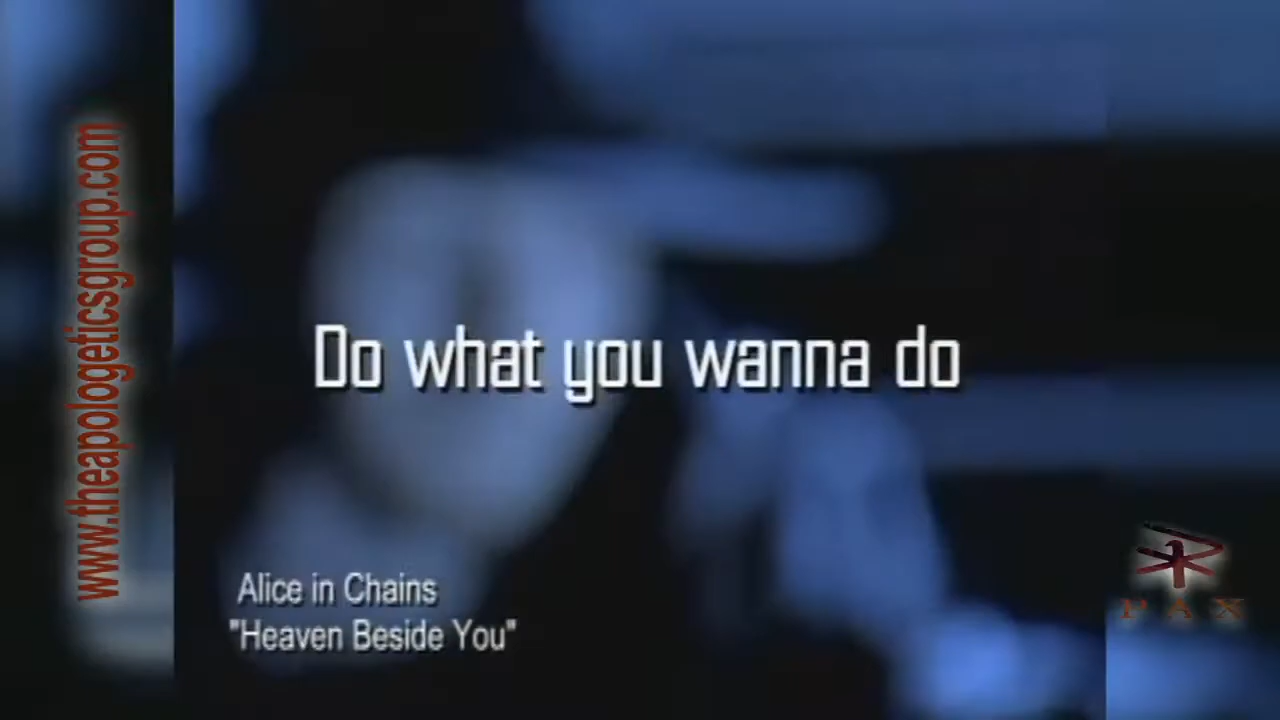 www.theapologeticsgroup.com
Do what you wanna do
Alice in Chains
"Heaven Beside You"
PAX